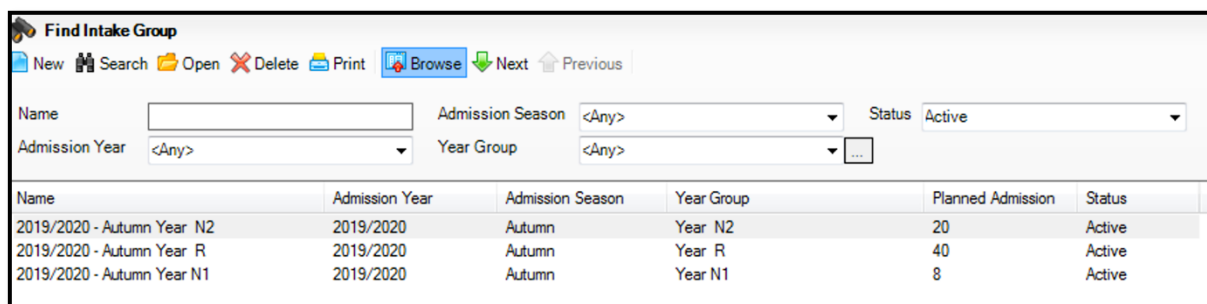 Find Intake Group
New Search Open Delete Print Browse Next Previous
Name Admission Season <Any> Status Active
Admission Year <Any> Year Group <Any> ...
Name Admission Year Admission Season Year Group Planned Admission Status
2019/2020 - Autumn Year N2 2019/2020 Autumn Year N2 20 Active
2019/2020 - Autumn Year R 2019/2020 Autumn Year R 40 Active
2019/2020 - Autumn Year N1 2019/2020 Autumn Year N1 8 Active